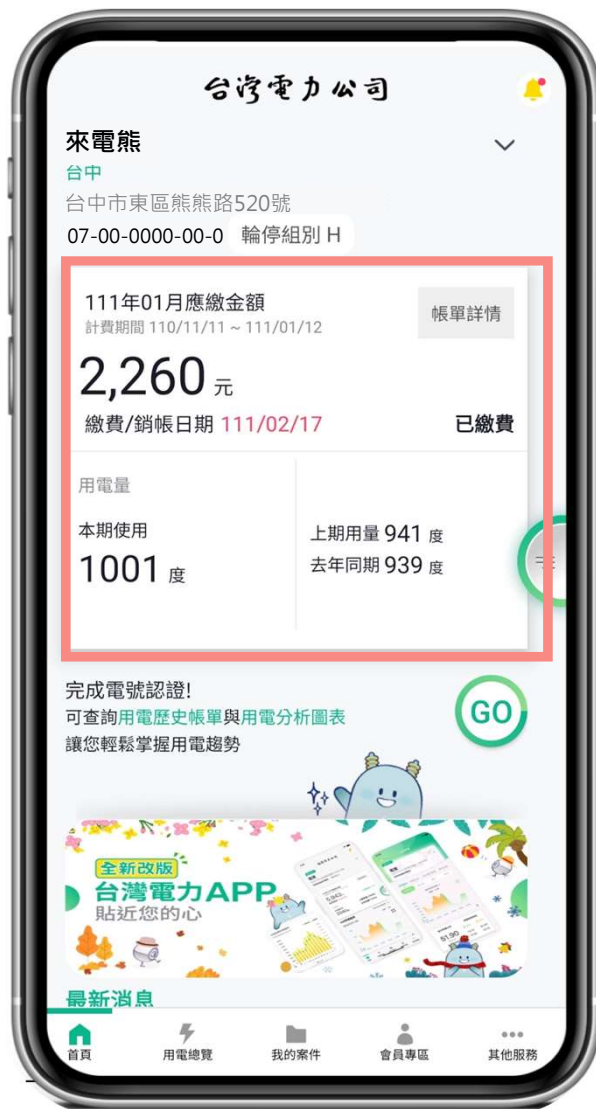 台灣電力公司
來電熊
台中
台中市東區熊熊路520號
07-00-0000-00-0 輪停組別 H
111年01月應繳金額
帳單詳情
計費期間 110/11/11 ~ 111/01/12
2,260 元
繳費/銷帳日期 111/02/17 已繳費
用電量
本期使用
1001 度
上期用量 941 度
去年同期 939 度
完成電號認證!
可查詢用電歷史帳單與用電分析圖表
讓您輕鬆掌握用電趨勢
GO
全新改版
台灣電力APP
貼近您的心
最新消息
首頁 用電總覽 我的案件 會員專區 其他服務